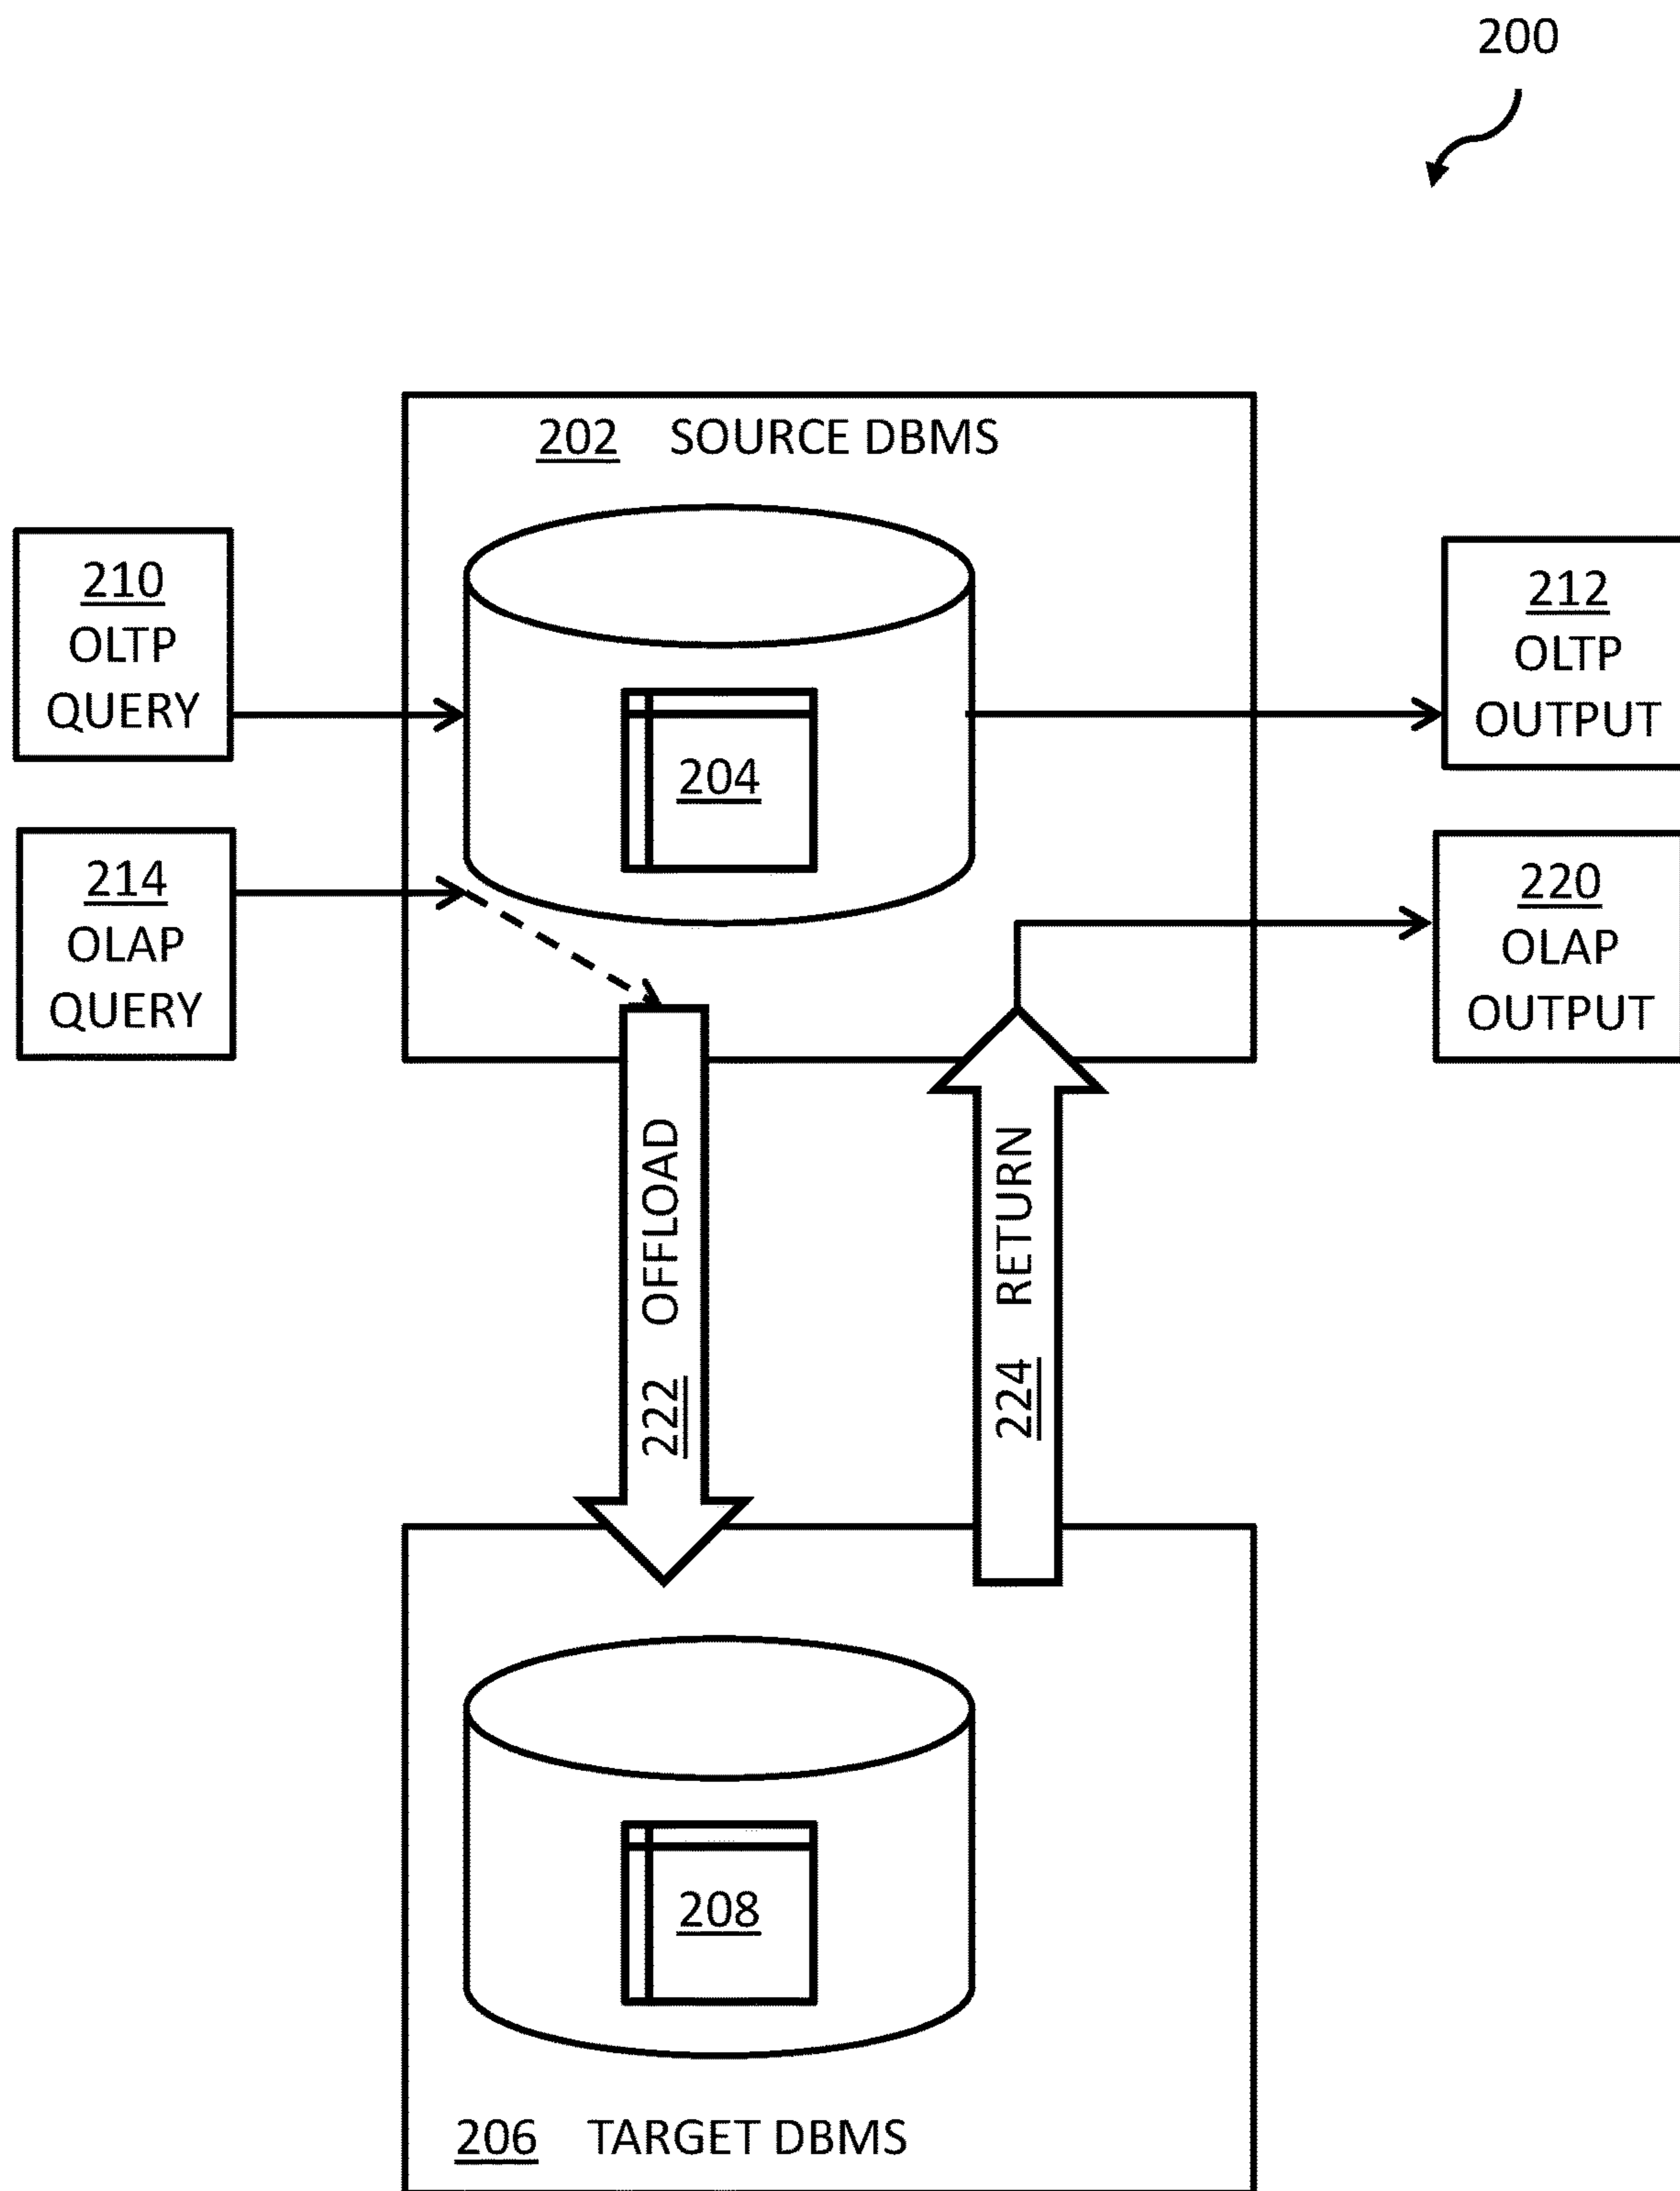 200
202 SOURCE DBMS
210
OLTP
QUERY
204
212
OLTP
OUTPUT
214
OLAP
QUERY
220
OLAP
OUTPUT
222 OFFLOAD
224 RETURN
208
206 TARGET DBMS